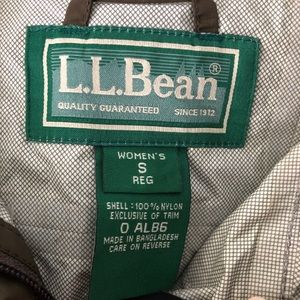 L.L.Bean®
QUALITY GUARANTEED SINCE 1912
WOMEN'S
S
REG
SHELL: 100% NYLON
EXCLUSIVE OF TRIM
0 ALB6
MADE IN BANGLADESH
CARE ON REVERSE